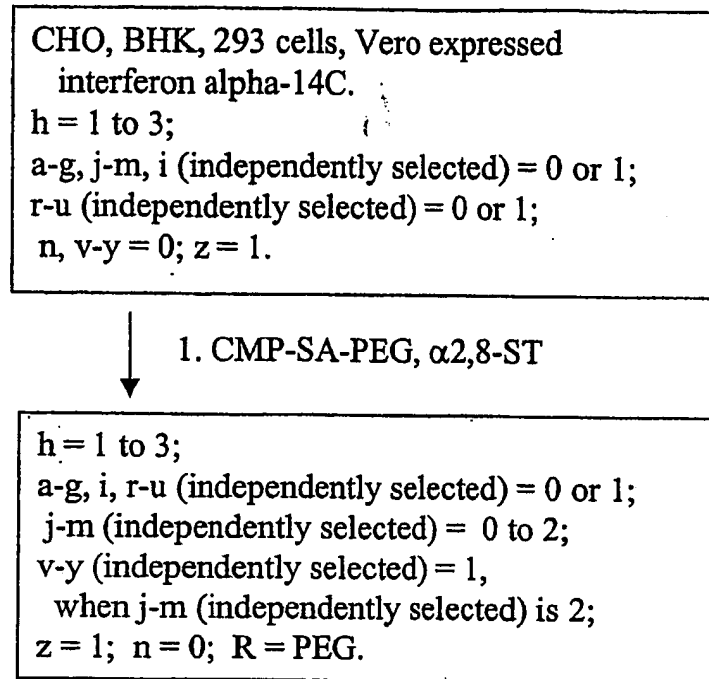 CHO, BHK, 293 cells, Vero expressed
interferon alpha-14C.
h = 1 to 3;
a-g, j-m, i (independently selected) = 0 or 1;
r-u (independently selected) = 0 or 1;
n, v-y = 0; z = 1.
1. CMP-SA-PEG, α2,8-ST
h = 1 to 3;
a-g, i, r-u (independently selected) = 0 or 1;
j-m (independently selected) = 0 to 2;
v-y (independently selected) = 1,
when j-m (independently selected) is 2;
z = 1; n = 0; R = PEG.